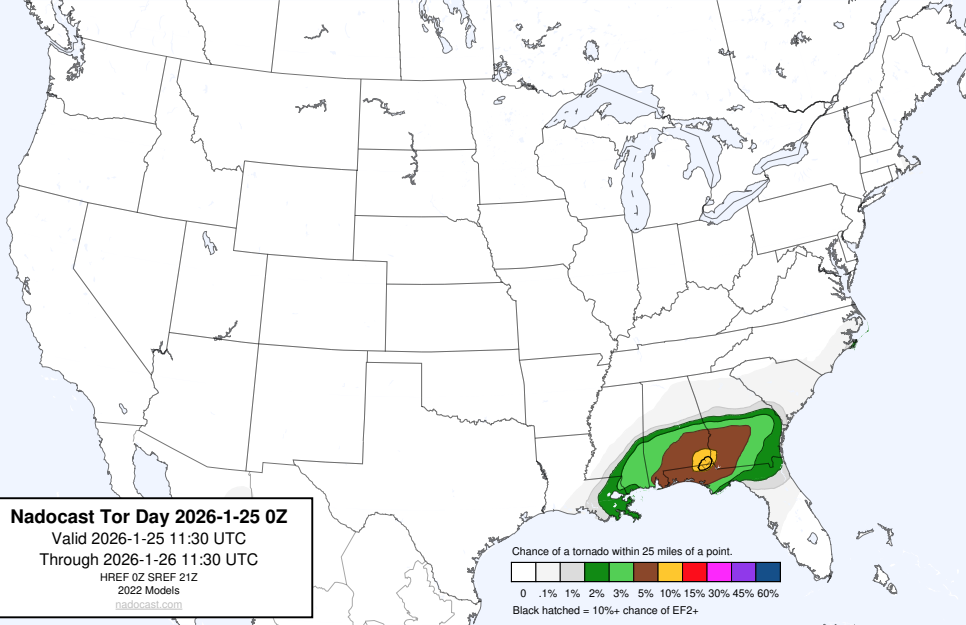 Nadocast Tor Day 2026-1-25 0Z
Valid 2026-1-25 11:30 UTC
Through 2026-1-26 11:30 UTC
HREF 0Z SREF 21Z
2022 Models
nadocast.com
Chance of a tornado within 25 miles of a point.
0 .1% 1% 2% 3% 5% 10% 15% 30% 45% 60%
Black hatched = 10%+ chance of EF2+